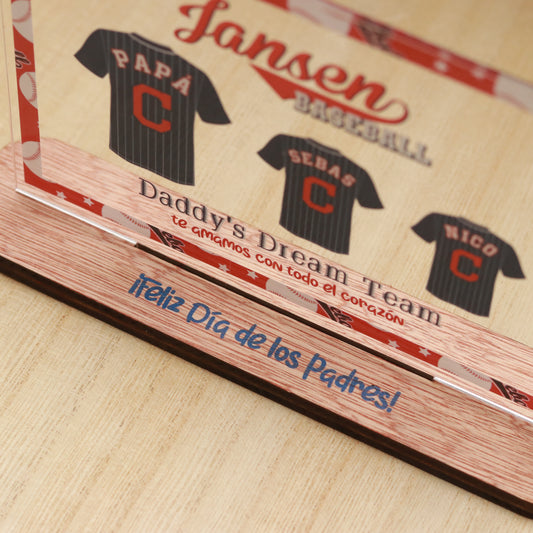 Jansen
BASEBALL
PAPÁ
C
SEBAS
C
NICO
C
Daddy's Dream Team
te amamos con todo el corazón
¡Feliz Día de los Padres!